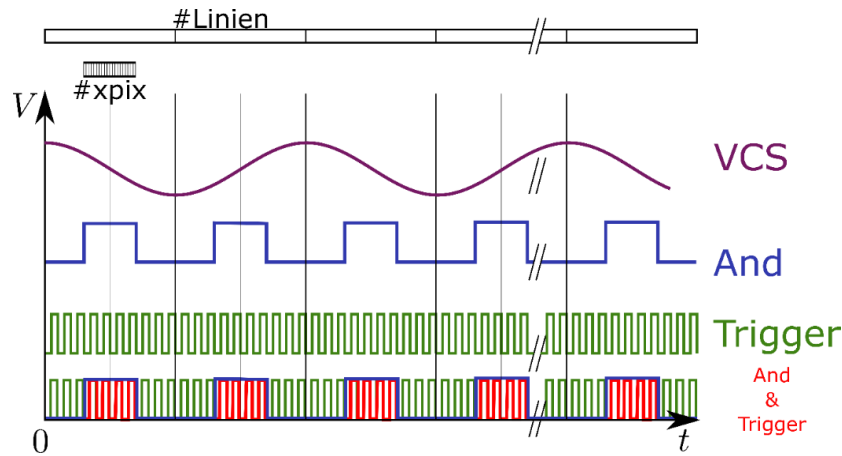 #Linien
#xpix
V
VCS
And
Trigger
And
&
Trigger
0
t